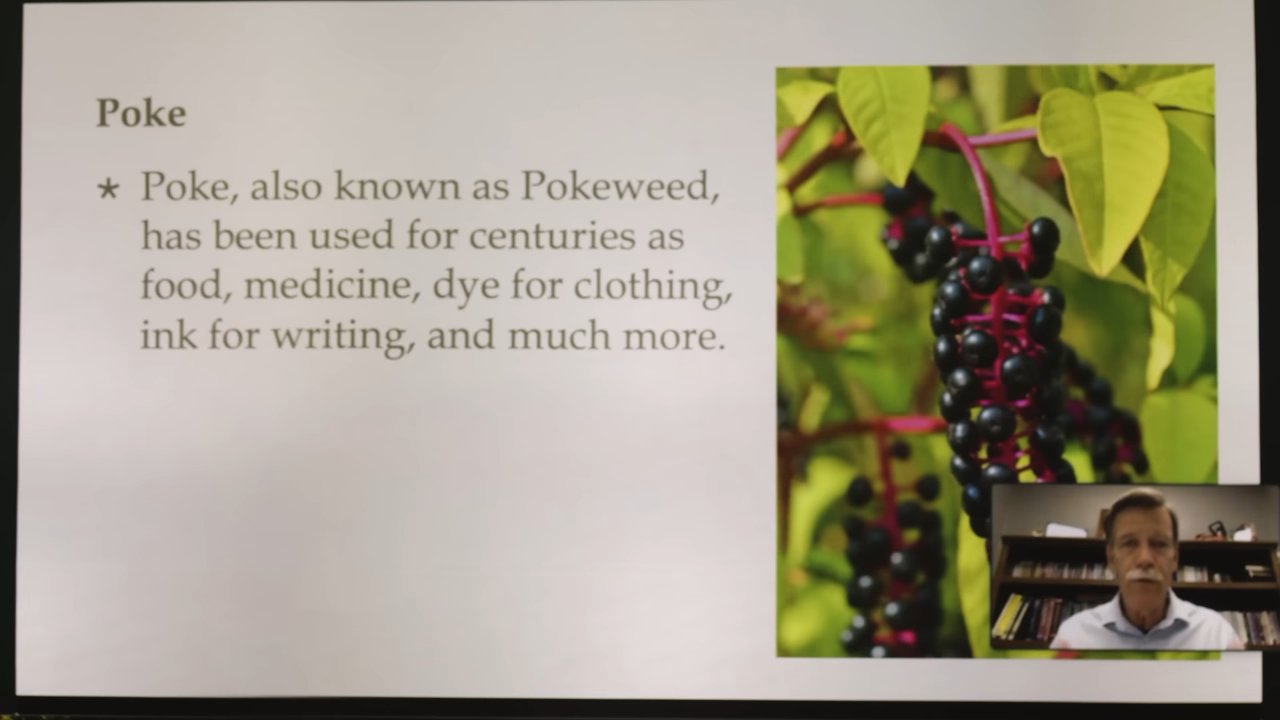 Poke
* Poke, also known as Pokeweed,
has been used for centuries as
food, medicine, dye for clothing,
ink for writing, and much more.